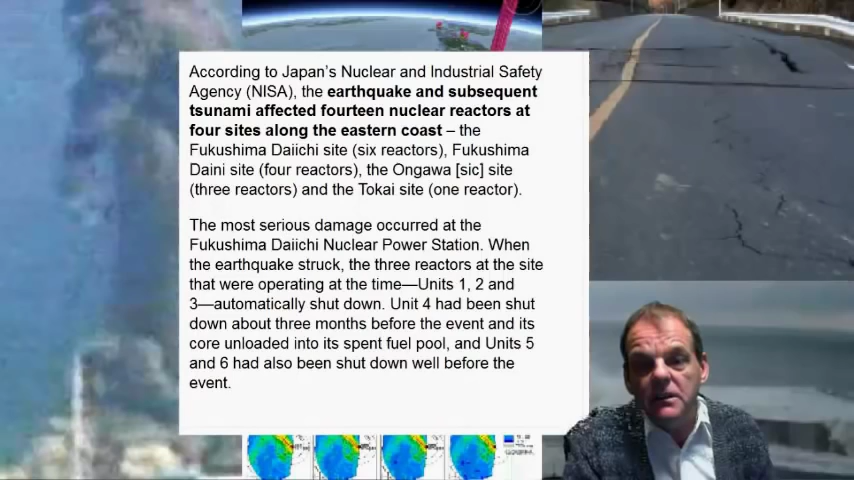 According to Japan's Nuclear and Industrial Safety
Agency (NISA), the earthquake and subsequent
tsunami affected fourteen nuclear reactors at
four sites along the eastern coast – the
Fukushima Daiichi site (six reactors), Fukushima
Daini site (four reactors), the Ongawa [sic] site
(three reactors) and the Tokai site (one reactor).
The most serious damage occurred at the
Fukushima Daiichi Nuclear Power Station. When
the earthquake struck, the three reactors at the site
that were operating at the time—Units 1, 2 and
3—automatically shut down. Unit 4 had been shut
down about three months before the event and its
core unloaded into its spent fuel pool, and Units 5
and 6 had also been shut down well before the
event.